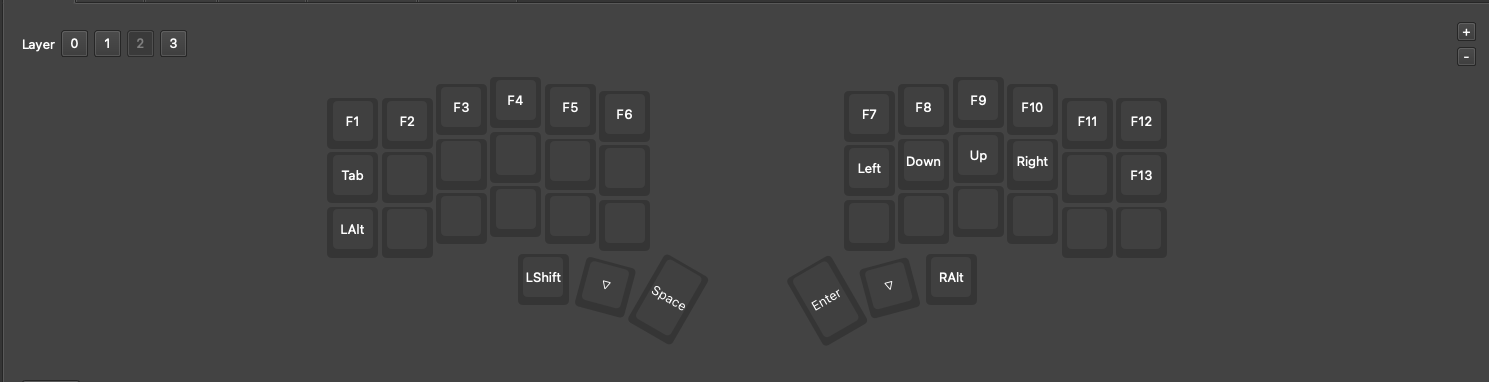 Layer 0 1 2 3
+
-
F1 F2 F3 F4 F5 F6 F7 F8 F9 F10 F11 F12
Tab Left Down Up Right F13
LAlt
LShift ▽ Space Enter ▽ RAlt